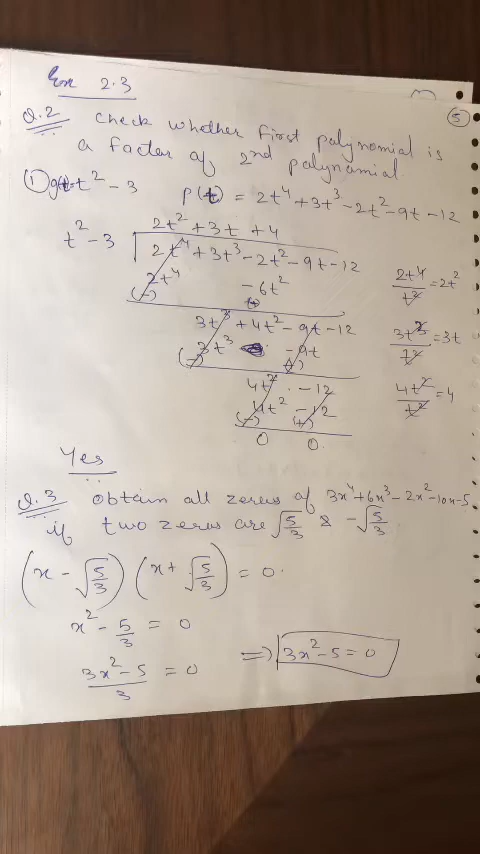 Ex 2.3
5
Q.2 Check whether first polynomial is
a factor of 2nd polynomial.
(1) g(t)= t² - 3 p(t) = 2t⁴ + 3t³ - 2t² - 9t - 12
2t² + 3t + 4
t² - 3 2t⁴ + 3t³ - 2t² - 9t - 12
2t⁴ - 6t²
(-) (+)
2t⁴/t² = 2t²
3t³ + 4t² - 9t - 12
3t³ - 9t
(-) (+)
3t³/t² = 3t
4t² - 12
4t² - 12
(-) (+)
4t²/t² = 4
0 0
Yes
Q.3 obtain all zerus of 3x⁴ + 6x³ - 2x² - 10x - 5
if two zerus are √5/3 & -√5/3
(x - √5/3) (x + √5/3) = 0.
x² - 5/3 = 0
(3x² - 5)/3 = 0 ⇒ 3x² - 5 = 0